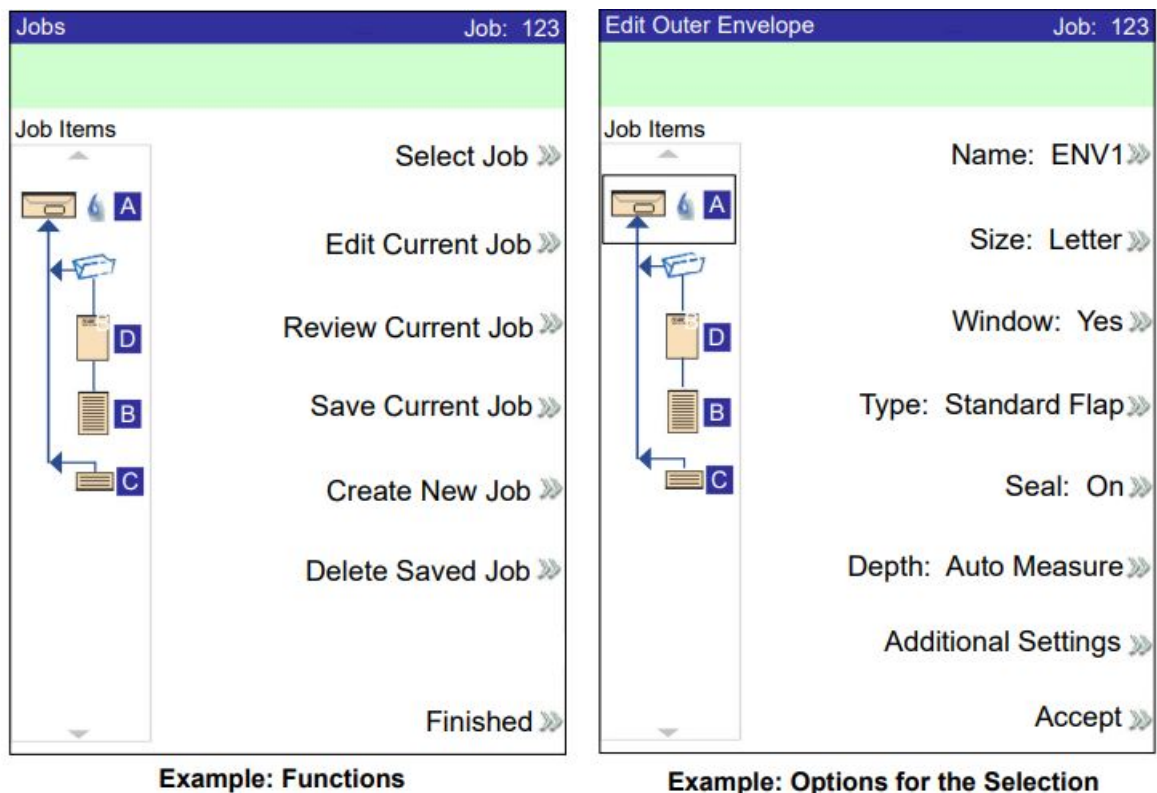 Jobs Job: 123
Job Items
Select Job
A
Edit Current Job
Review Current Job
D
Save Current Job
B
Create New Job
C
Delete Saved Job
Finished
Example: Functions
Edit Outer Envelope Job: 123
Job Items
Name: ENV1
A
Size: Letter
Window: Yes
D
Type: Standard Flap
B
Seal: On
C
Depth: Auto Measure
Additional Settings
Accept
Example: Options for the Selection